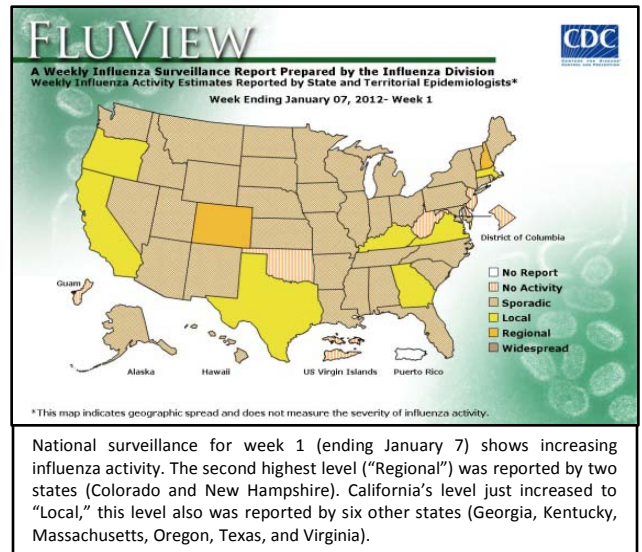 FLUVIEW
CDC
CENTERS FOR DISEASE
CONTROL AND PREVENTION
A Weekly Influenza Surveillance Report Prepared by the Influenza Division
Weekly Influenza Activity Estimates Reported by State and Territorial Epidemiologists*
Week Ending January 07, 2012- Week 1
District of Columbia
No Report
No Activity
Sporadic
Local
Regional
Widespread
Guam
Alaska
Hawaii
US Virgin Islands
Puerto Rico
*This map indicates geographic spread and does not measure the severity of influenza activity.
National surveillance for week 1 (ending January 7) shows increasing
influenza activity. The second highest level (“Regional”) was reported by two
states (Colorado and New Hampshire). California’s level just increased to
“Local,” this level also was reported by six other states (Georgia, Kentucky,
Massachusetts, Oregon, Texas, and Virginia).